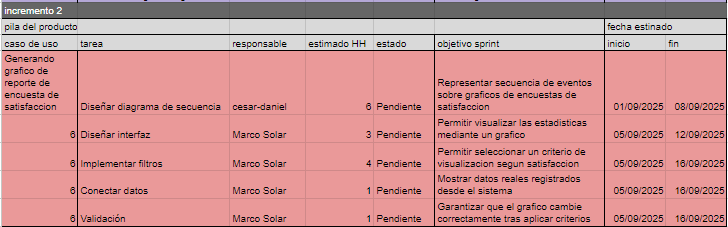 incremento 2
pila del producto fecha estinado
caso de uso tarea responsable estimado HH estado objetivo sprint inicio fin
Generando
grafico de
reporte de
encuesta de
satisfaccion
Diseñar diagrama de secuencia cesar-daniel 6 Pendiente
Representar secuencia de eventos
sobre graficos de encuestas de
satisfaccion
01/09/2025 08/09/2025
6 Diseñar interfaz Marco Solar 3 Pendiente
Permitir visualizar las estadisticas
mediante un grafico
05/09/2025 12/09/2025
6 Implementar filtros Marco Solar 4 Pendiente
Permitir seleccionar un criterio de
visualizacion segun satisfaccion
05/09/2025 16/09/2025
6 Conectar datos Marco Solar 1 Pendiente
Mostrar datos reales registrados
desde el sistema
05/09/2025 16/09/2025
6 Validación Marco Solar 1 Pendiente
Garantizar que el grafico cambie
correctamente tras aplicar criterios
05/09/2025 16/09/2025